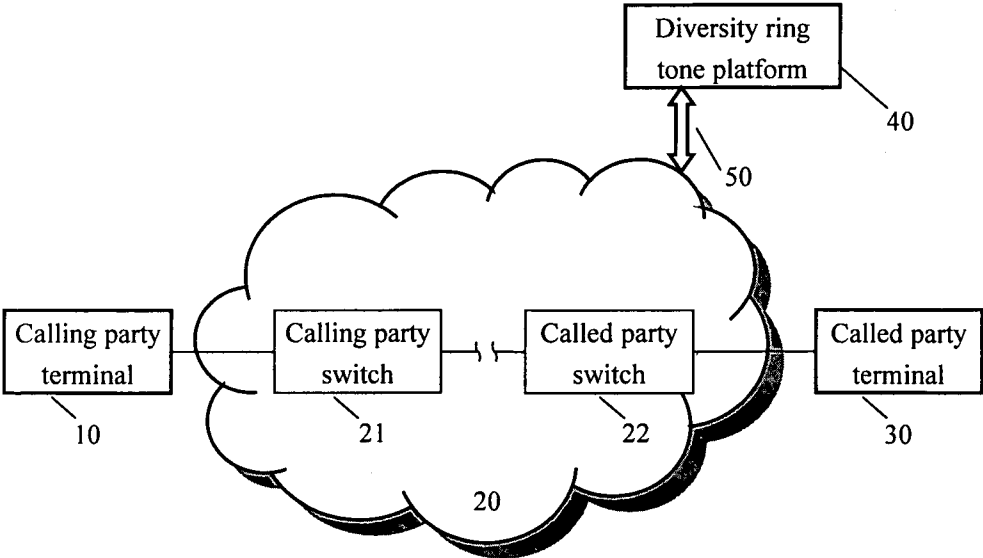 Diversity ring
tone platform
40
50
Calling party
terminal
Calling party
switch
Called party
switch
Called party
terminal
10
21
22
30
20